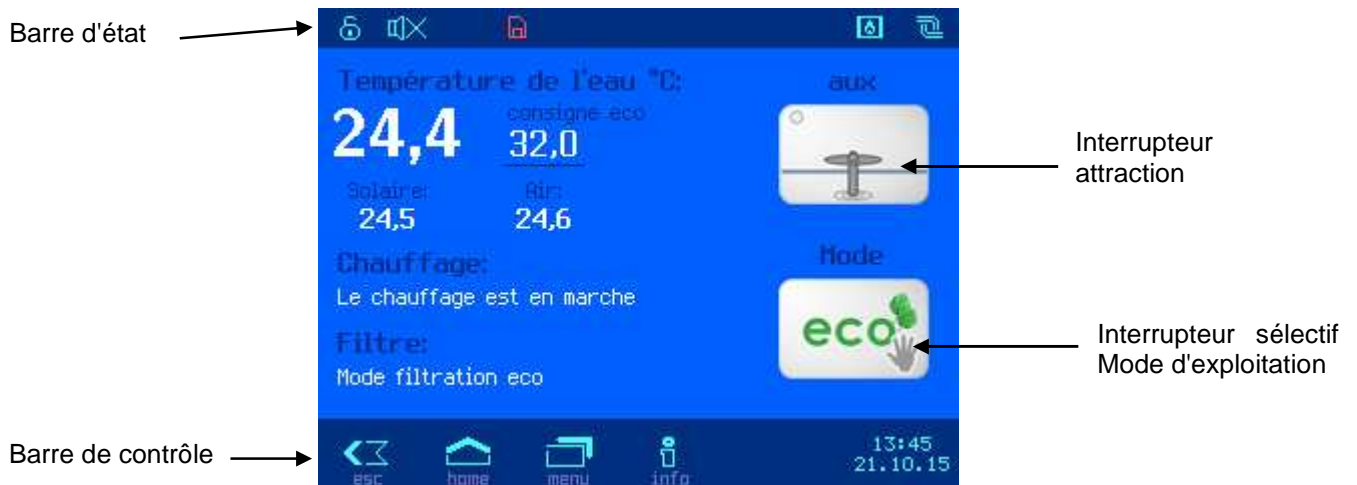 Barre d'état
Température de l'eau °C:
aux
24,4
consigne eco
32,0
Interrupteur
attraction
Solaire:
Air:
24,5
24,6
Chauffage:
Mode
Le chauffage est en marche
eco
Interrupteur sélectif
Mode d'exploitation
Filtre:
Mode filtration eco
Barre de contrôle
13:45
21.10.15
esc
home
menu
info